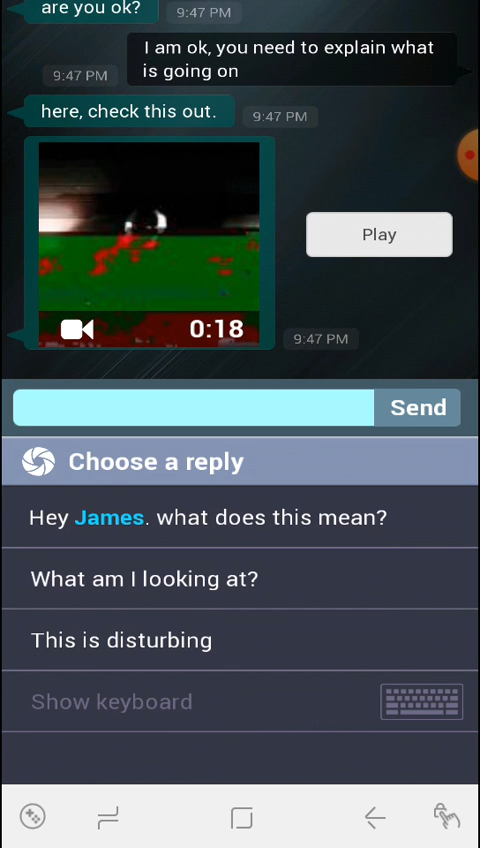 are you ok?
9:47 PM
I am ok, you need to explain what
is going on
9:47 PM
here, check this out.
9:47 PM
Play
0:18
9:47 PM
Send
Choose a reply
Hey James. what does this mean?
What am I looking at?
This is disturbing
Show keyboard